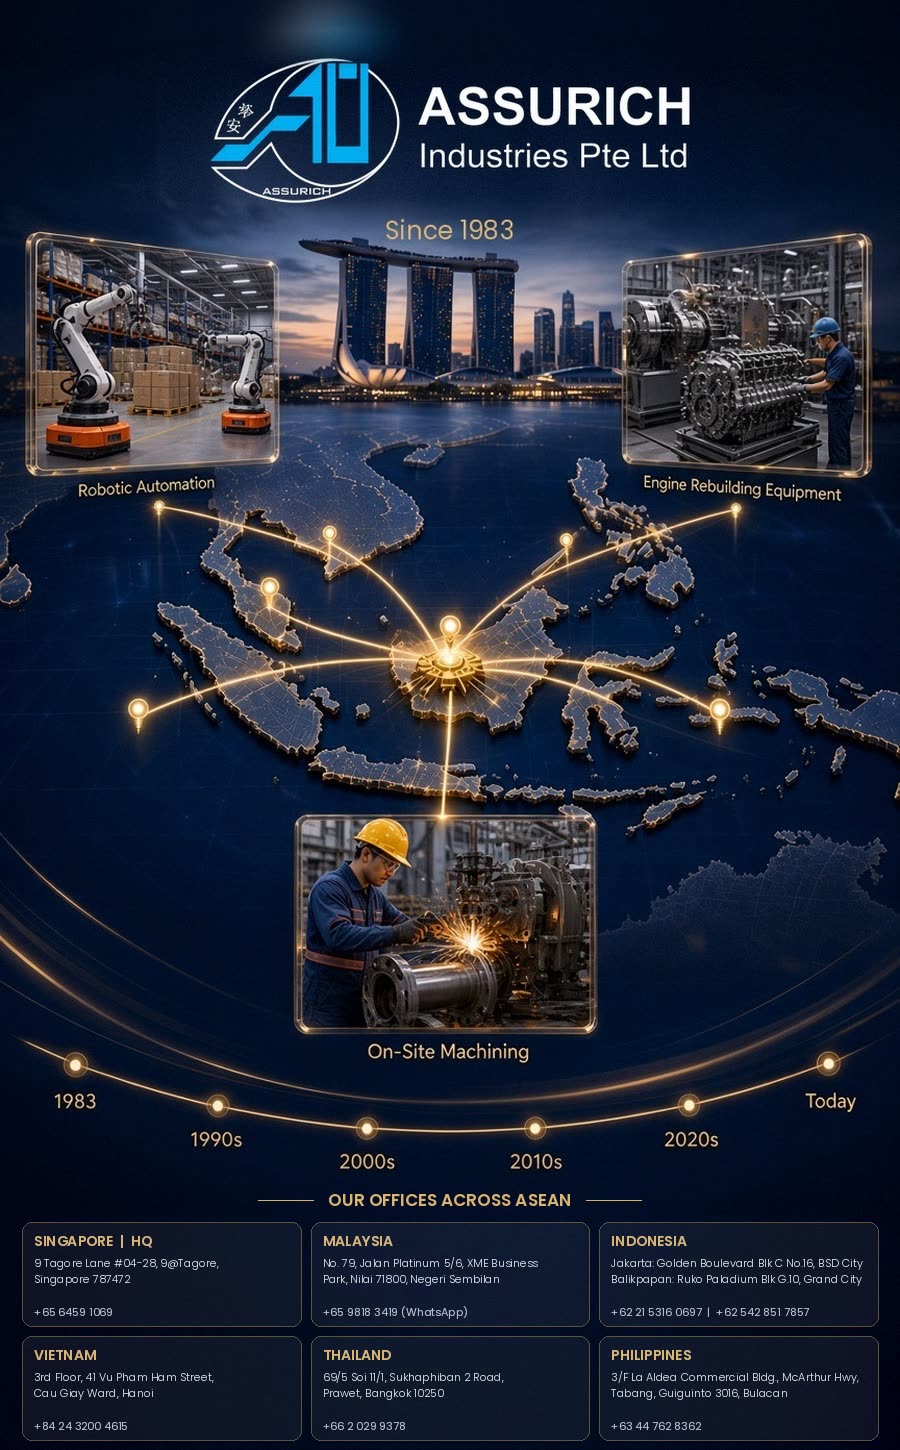 安
ASSURICH
ASSURICH
Industries Pte Ltd
Since 1983
Robotic Automation
Engine Rebuilding Equipment
On-Site Machining
1983
1990s
2000s
2010s
2020s
Today
OUR OFFICES ACROSS ASEAN
SINGAPORE | HQ
9 Tagore Lane #04-28, 9@Tagore,
Singapore 787472
+65 6459 1069
MALAYSIA
No. 79, Jalan Platinum 5/6, XME Business
Park, Nilai 71800, Negeri Sembilan
+65 9818 3419 (WhatsApp)
INDONESIA
Jakarta: Golden Boulevard Blk C No.16, BSD City
Balikpapan: Ruko Paladium Blk G.10, Grand City
+62 21 5316 0697 | +62 542 851 7857
VIETNAM
3rd Floor, 41 Vu Pham Ham Street,
Cau Giay Ward, Hanoi
+84 24 3200 4615
THAILAND
69/5 Soi 11/1, Sukhaphiban 2 Road,
Prawet, Bangkok 10250
+66 2 029 9378
PHILIPPINES
3/F La Aldea Commercial Bldg., McArthur Hwy,
Tabang, Guiguinto 3016, Bulacan
+63 44 762 8362